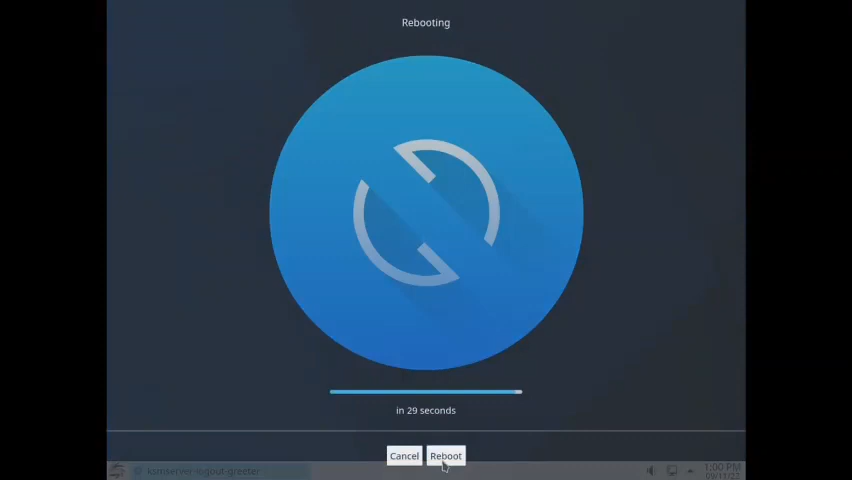 Rebooting
in 29 seconds
Cancel Reboot
ksmserver-logout-greeter
1:00 PM